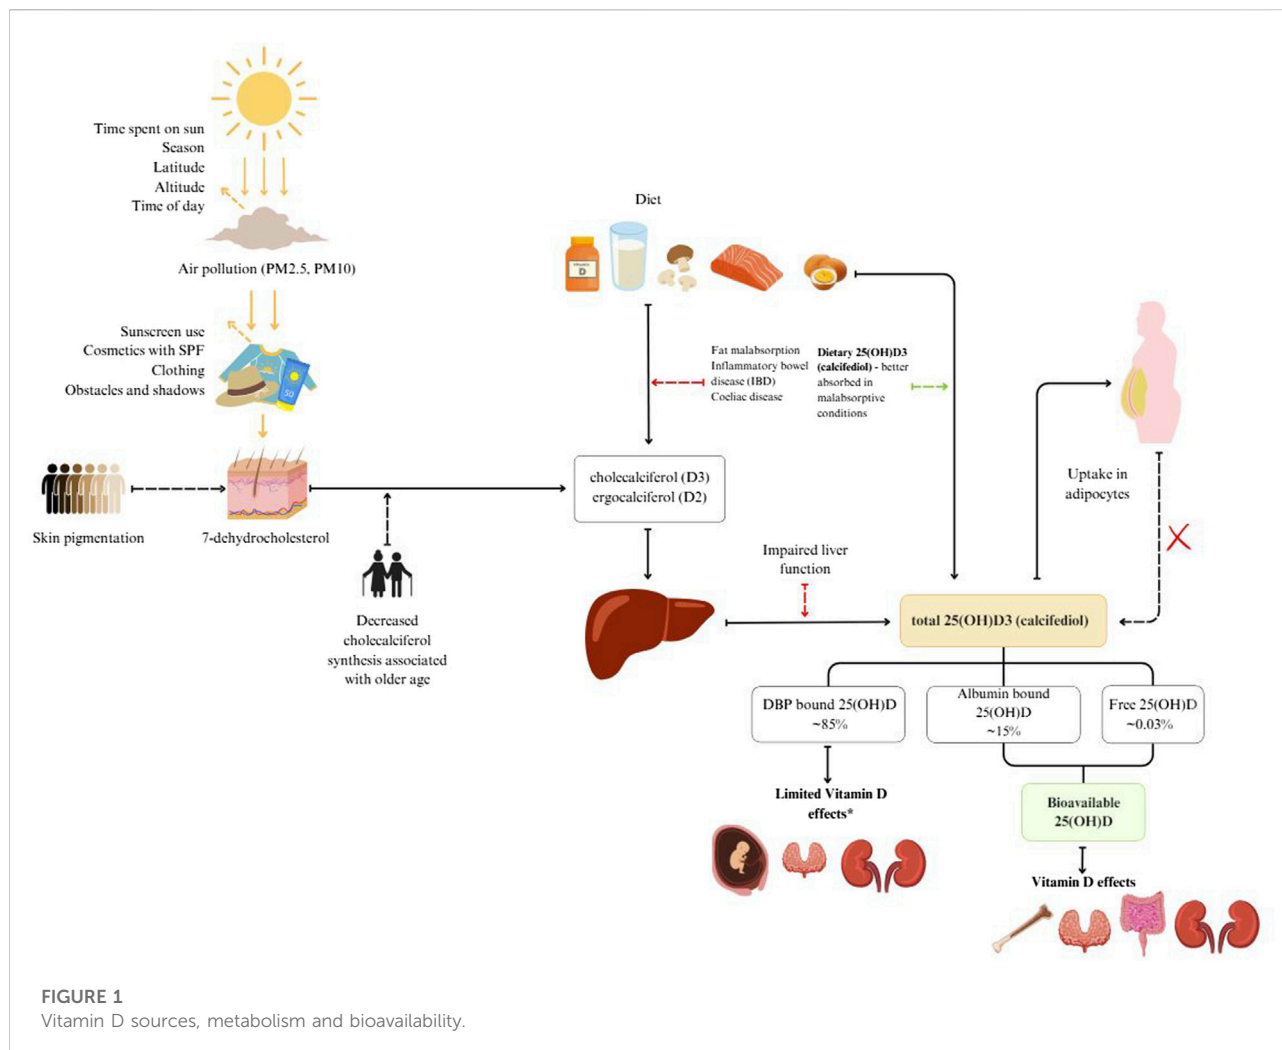 Time spent on sun
Season
Latitude
Altitude
Time of day
Air pollution (PM2.5, PM10)
Sunscreen use
Cosmetics with SPF
Clothing
Obstacles and shadows
50
Skin pigmentation
7-dehydrocholesterol
Decreased
cholecalciferol
synthesis associated
with older age
Diet
VITAMIN
D
Fat malabsorption
Inflammatory bowel
disease (IBD)
Coeliac disease
Dietary 25(OH)D3
(calcifediol) - better
absorbed in
malabsorptive
conditions
cholecalciferol (D3)
ergocalciferol (D2)
Impaired liver
function
Uptake in
adipocytes
total 25(OH)D3 (calcifediol)
DBP bound 25(OH)D
~85%
Albumin bound
25(OH)D
~15%
Free 25(OH)D
~0.03%
Limited Vitamin D
effects*
Bioavailable
25(OH)D
Vitamin D effects
FIGURE 1
Vitamin D sources, metabolism and bioavailability.